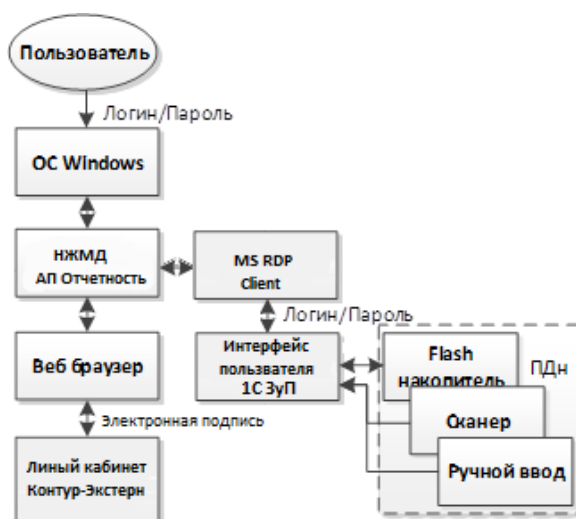 Пользователь
Логин/Пароль
ОС Windows
НЖМД
АП Отчетность
MS RDP
Client
Логин/Пароль
Веб браузер
Интерфейс
пользвателя
1С ЗуП
Flash
накопитель
ПДн
Сканер
Ручной ввод
Электронная подпись
Линый кабинет
Контур-Экстерн